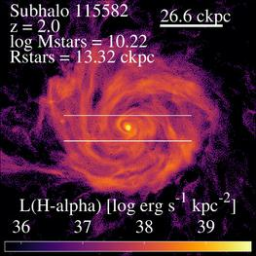 Subhalo 115582
z = 2.0
log Mstars = 10.22
Rstars = 13.32 ckpc
26.6 ckpc
L(H-alpha) [log erg s⁻¹ kpc⁻²]
36 37 38 39